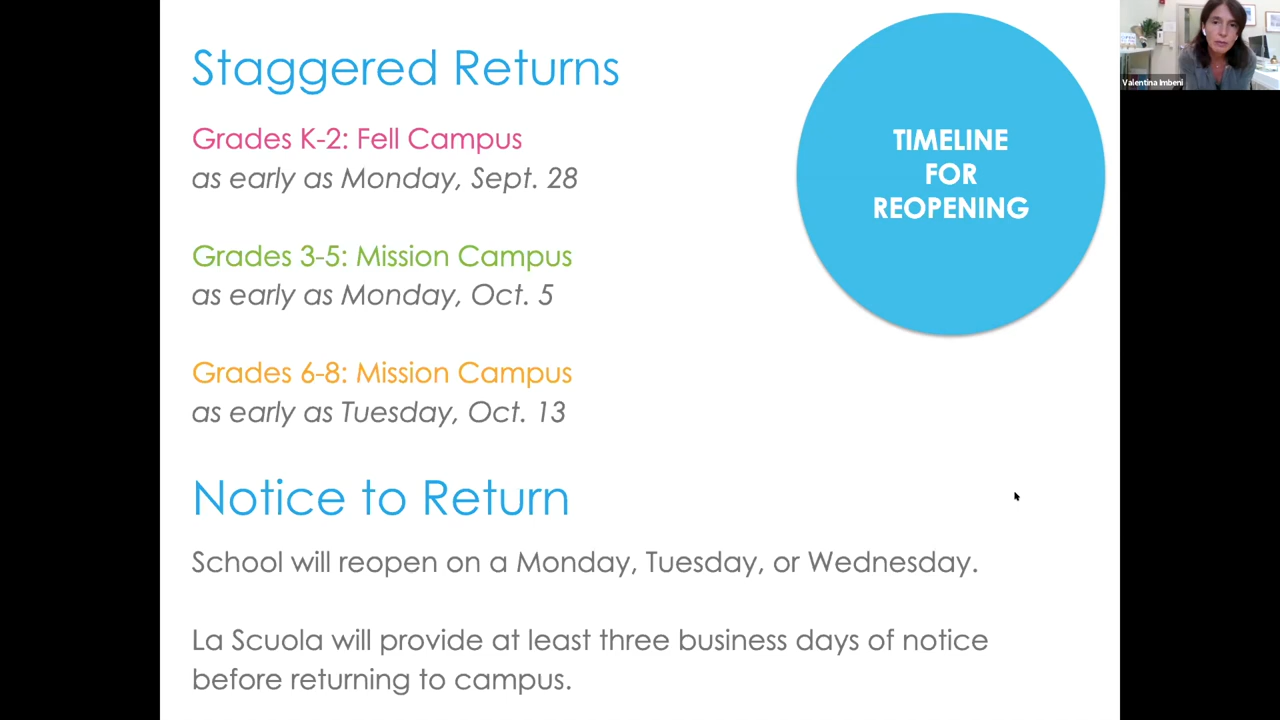 Staggered Returns
Grades K-2: Fell Campus
as early as Monday, Sept. 28
Grades 3-5: Mission Campus
as early as Monday, Oct. 5
Grades 6-8: Mission Campus
as early as Tuesday, Oct. 13
TIMELINE
FOR
REOPENING
Notice to Return
School will reopen on a Monday, Tuesday, or Wednesday.
La Scuola will provide at least three business days of notice
before returning to campus.
Valentina Imbeni